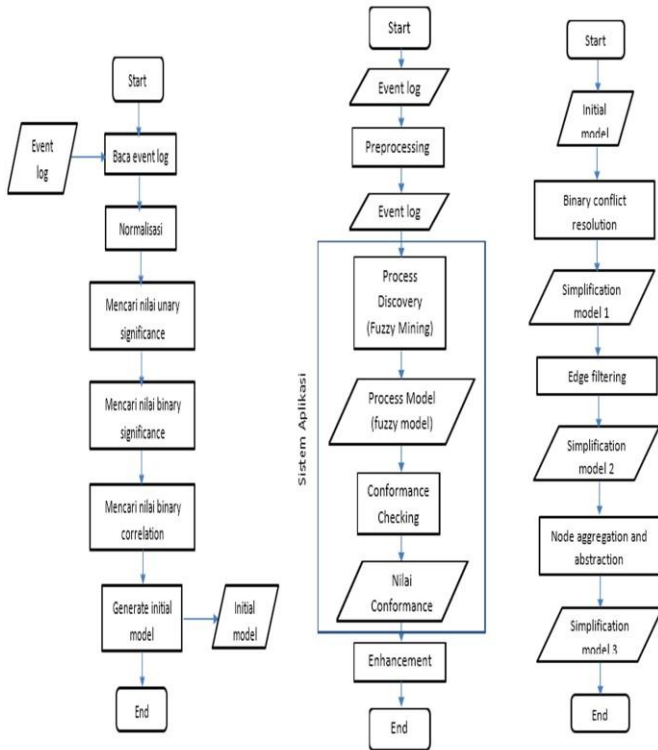 Start
Event
log
Baca event log
Normalisasi
Mencari nilai unary
significance
Mencari nilai binary
significance
Mencari nilai binary
correlation
Generate initial
model
Initial
model
End
Start
Event log
Preprocessing
Event log
Sistem Aplikasi
Process
Discovery
(Fuzzy Mining)
Process Model
(fuzzy model)
Conformance
Checking
Nilai
Conformance
Enhancement
End
Start
Initial
model
Binary conflict
resolution
Simplification
model 1
Edge filtering
Simplification
model 2
Node aggregation and
abstraction
Simplification
model 3
End